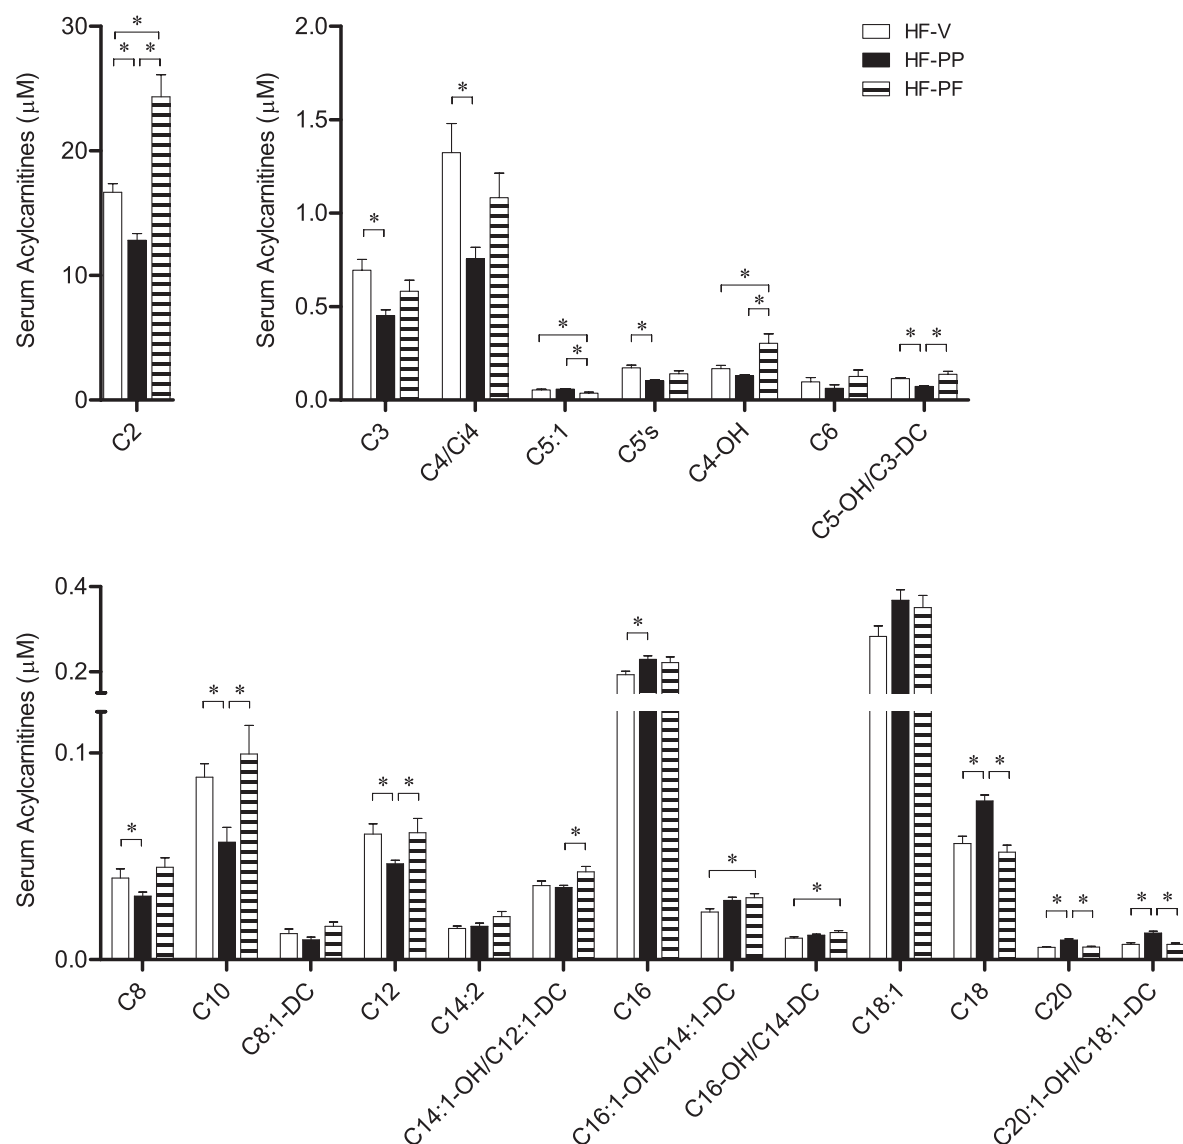 Serum Acylcarnitines (μM)
30
20
10
0
* 
* *
C2
Serum Acylcarnitines (μM)
2.0
1.5
1.0
0.5
0.0
*
*
*
*
*
*
*
* *
C3
C4/Ci4
C5:1
C5's
C4-OH
C6
C5-OH/C3-DC
HF-V
HF-PP
HF-PF
Serum Acylcarnitines (μM)
0.4
0.2
0.1
0.0
*
* *
* *
*
*
*
*
* *
* *
* *
C8
C10
C8:1-DC
C12
C14:2
C14:1-OH/C12:1-DC
C16
C16:1-OH/C14:1-DC
C16-OH/C14-DC
C18:1
C18
C20
C20:1-OH/C18:1-DC